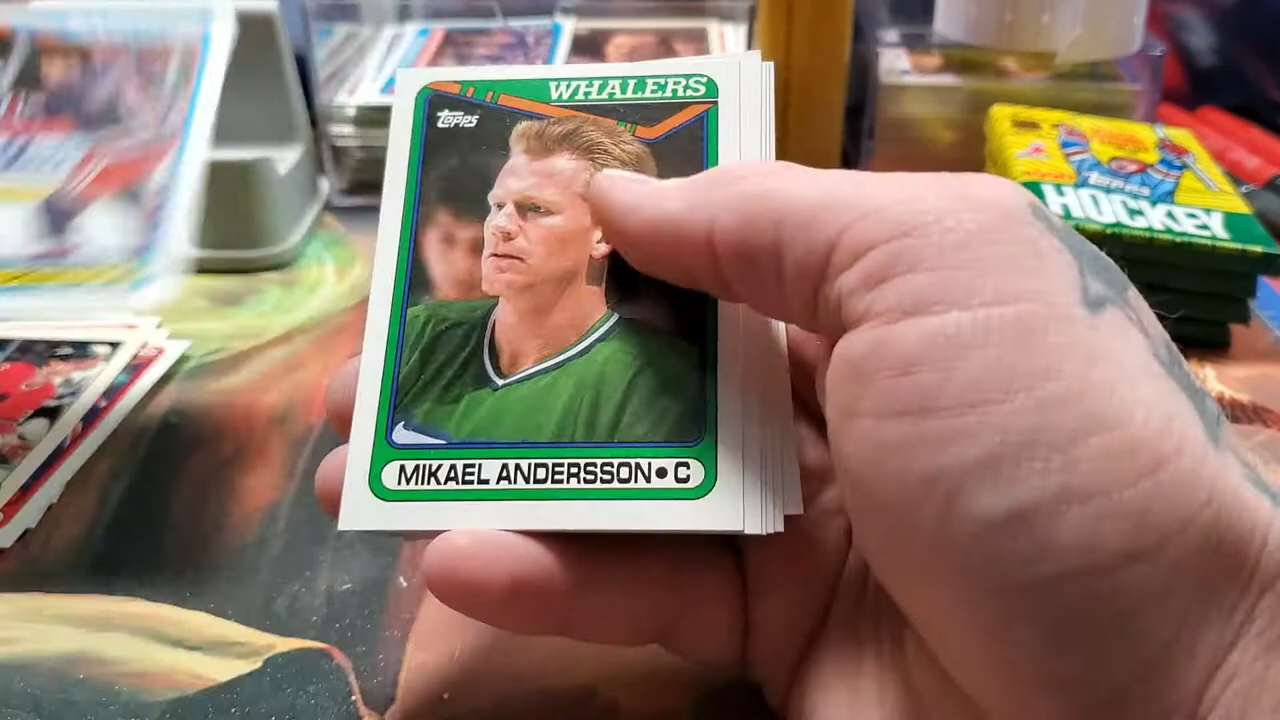 WHALERS
Topps
MIKAEL ANDERSSON • C
Topps
HOCKEY